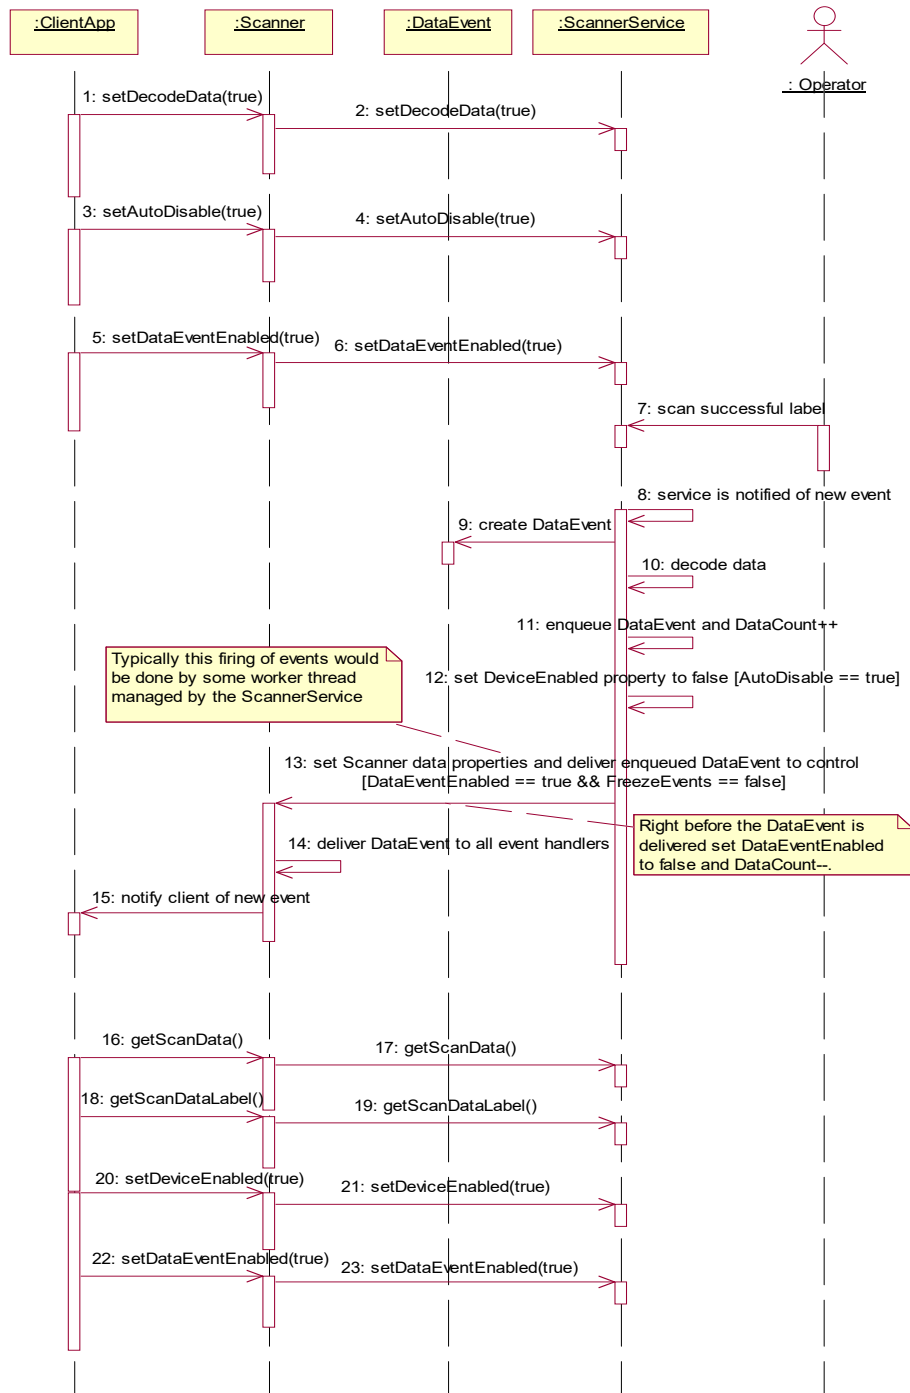 :ClientApp
:Scanner
:DataEvent
:ScannerService
: Operator
1: setDecodeData(true)
2: setDecodeData(true)
3: setAutoDisable(true)
4: setAutoDisable(true)
5: setDataEventEnabled(true)
6: setDataEventEnabled(true)
7: scan successful label
8: service is notified of new event
9: create DataEvent
10: decode data
11: enqueue DataEvent and DataCount++
Typically this firing of events would
be done by some worker thread
managed by the ScannerService
12: set DeviceEnabled property to false [AutoDisable == true]
13: set Scanner data properties and deliver enqueued DataEvent to control
[DataEventEnabled == true && FreezeEvents == false]
Right before the DataEvent is
delivered set DataEventEnabled
to false and DataCount--.
14: deliver DataEvent to all event handlers
15: notify client of new event
16: getScanData()
17: getScanData()
18: getScanDataLabel()
19: getScanDataLabel()
20: setDeviceEnabled(true)
21: setDeviceEnabled(true)
22: setDataEventEnabled(true)
23: setDataEventEnabled(true)